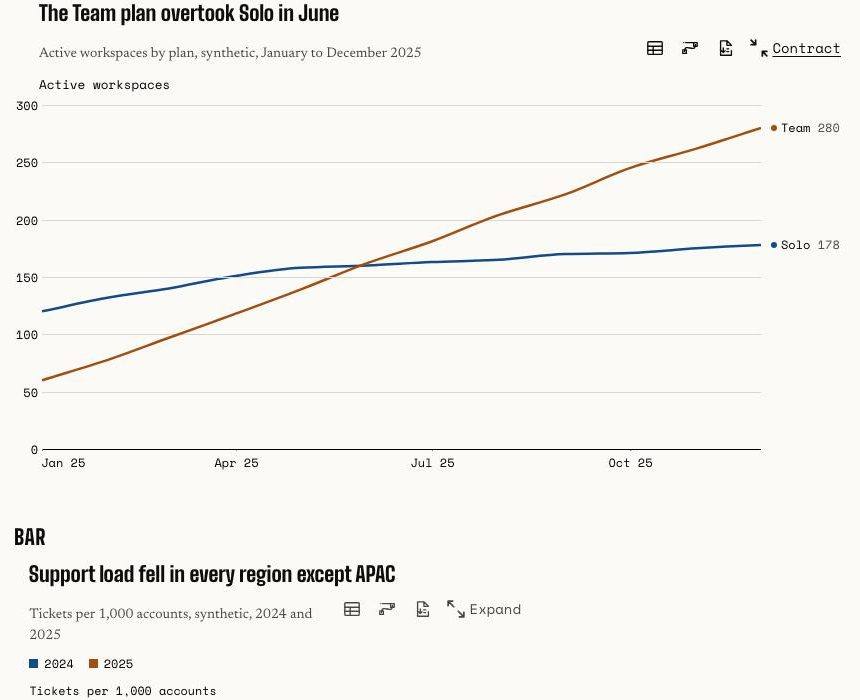 The Team plan overtook Solo in June
Active workspaces by plan, synthetic, January to December 2025
Contract
Active workspaces
300
Team 280
250
200
Solo 178
150
100
50
0
Jan 25 Apr 25 Jul 25 Oct 25
BAR
Support load fell in every region except APAC
Tickets per 1,000 accounts, synthetic, 2024 and
2025
Expand
2024 2025
Tickets per 1,000 accounts